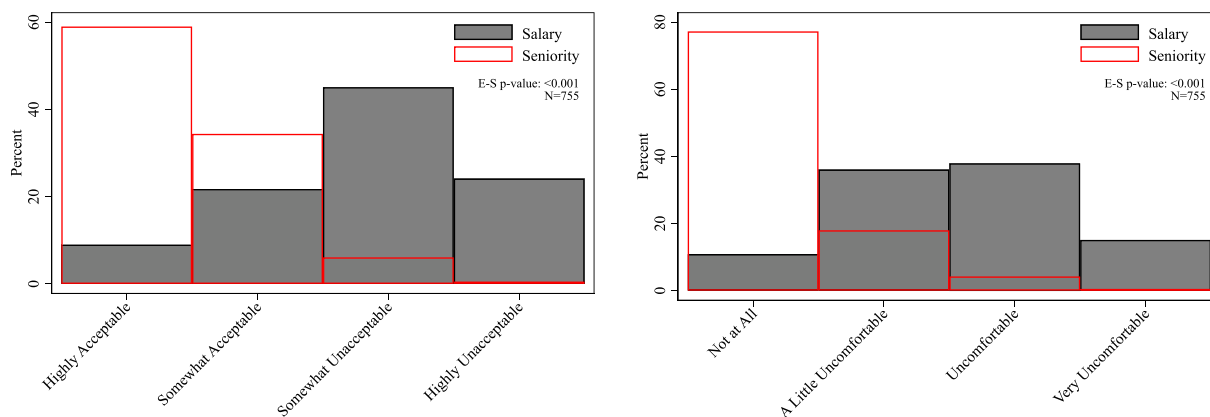 Percent
60
40
20
0
Salary
Seniority
E-S p-value: <0.001
N=755
Highly Acceptable
Somewhat Acceptable
Somewhat Unacceptable
Highly Unacceptable
Percent
80
60
40
20
0
Salary
Seniority
E-S p-value: <0.001
N=755
Not at All
A Little Uncomfortable
Uncomfortable
Very Uncomfortable